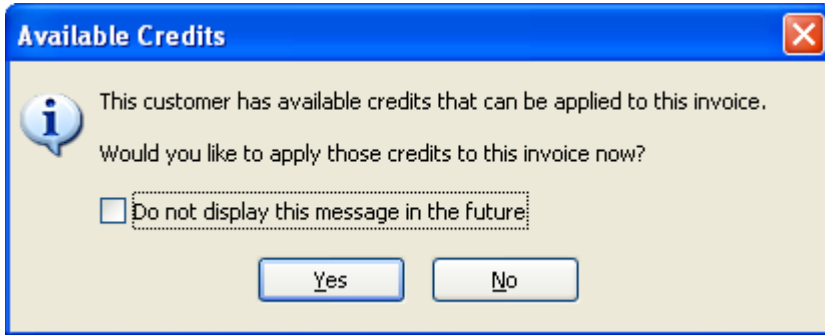 Available Credits
This customer has available credits that can be applied to this invoice.
Would you like to apply those credits to this invoice now?
Do not display this message in the future
Yes No